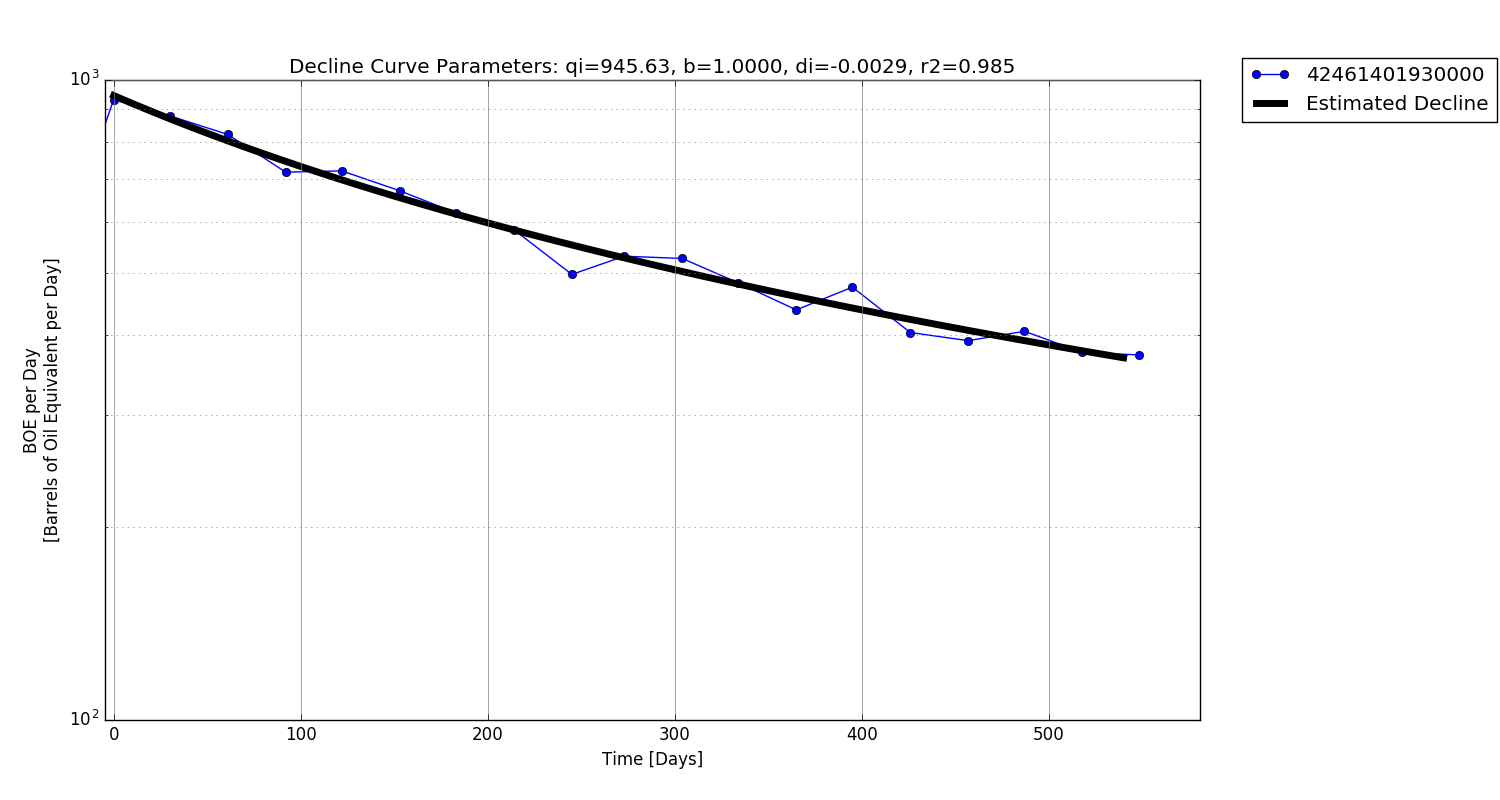 Decline Curve Parameters: qi=945.63, b=1.0000, di=-0.0029, r2=0.985
42461401930000
Estimated Decline
10^3
10^2
BOE per Day
[Barrels of Oil Equivalent per Day]
0 100 200 300 400 500
Time [Days]